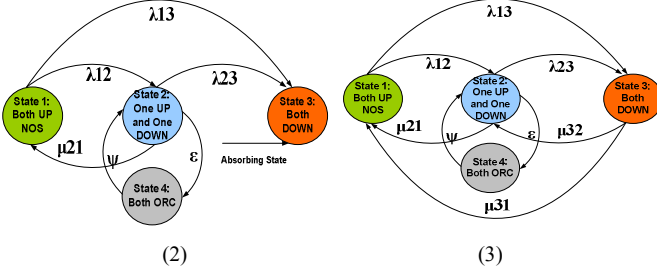 λ13
λ12
λ23
State 1:
Both UP
NOS
State 2:
One UP
and One
DOWN
State 3:
Both
DOWN
μ21
ψ
ε
Absorbing State
State 4:
Both ORC
(2)
λ13
λ12
λ23
State 1:
Both UP
NOS
State 2:
One UP
and One
DOWN
State 3:
Both
DOWN
μ21
ψ
ε
μ32
State 4:
Both ORC
μ31
(3)